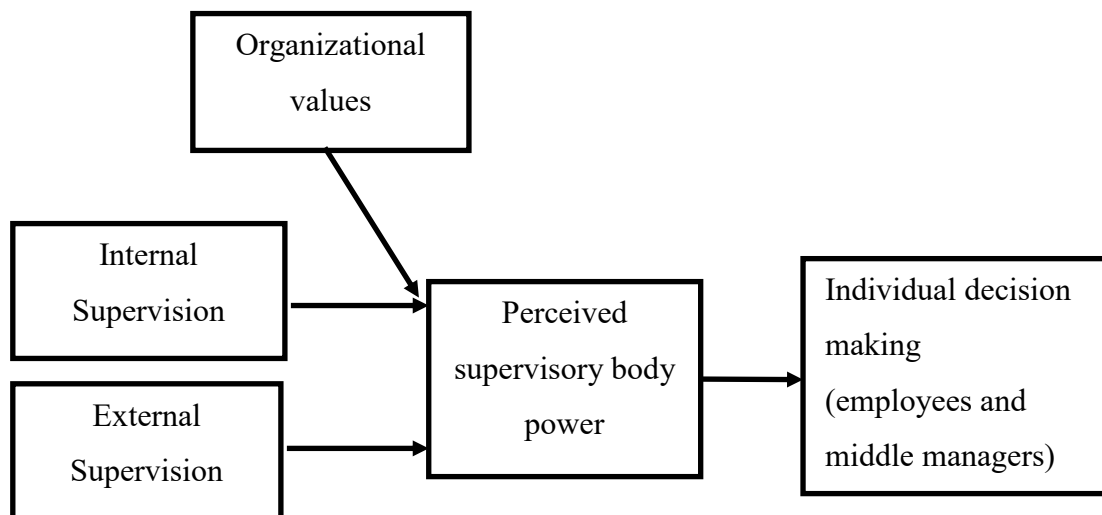 Organizational
values
Internal
Supervision
External
Supervision
Perceived
supervisory body
power
Individual decision
making
(employees and
middle managers)